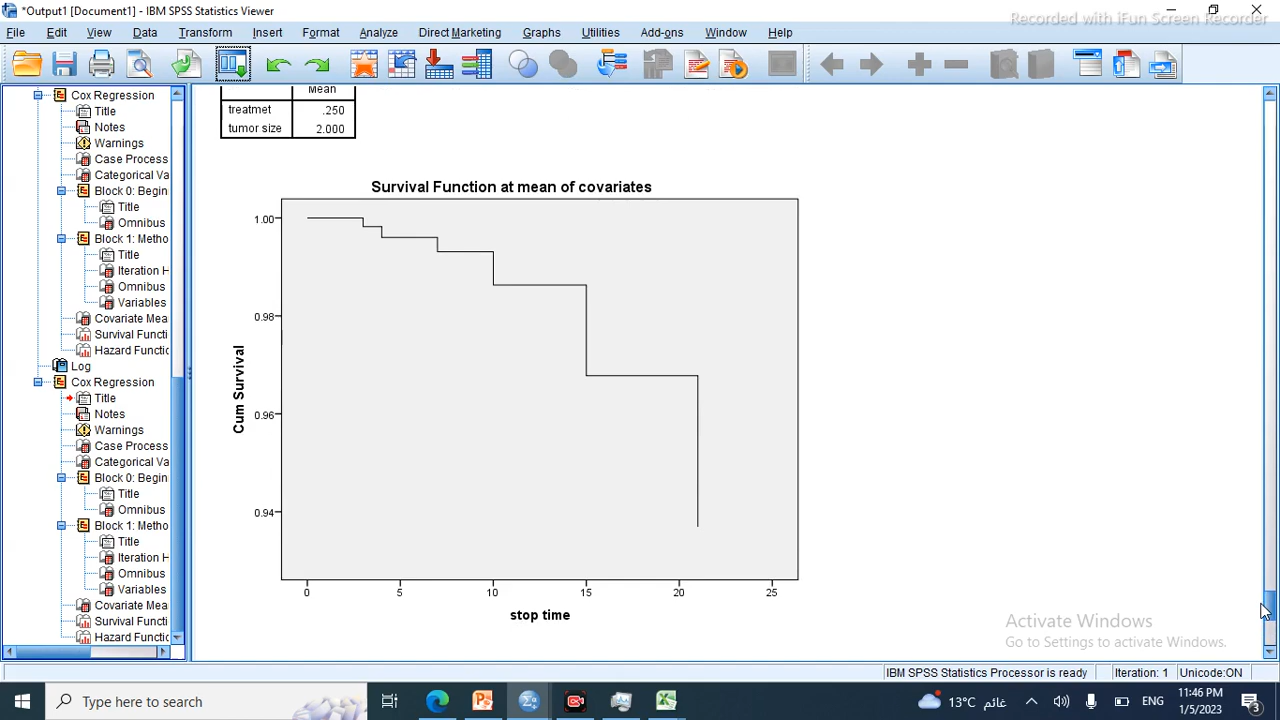 *Output1 [Document1] - IBM SPSS Statistics Viewer
Recorded with iFun Screen Recorder
File Edit View Data Transform Insert Format Analyze Direct Marketing Graphs Utilities Add-ons Window Help
Cox Regression
Title
Notes
Warnings
Case Process
Categorical Va
Block 0: Begin
Title
Omnibus
Block 1: Metho
Title
Iteration H
Omnibus
Variables
Covariate Mea
Survival Functi
Hazard Functi
Log
Cox Regression
Title
Notes
Warnings
Case Process
Categorical Va
Block 0: Begin
Title
Omnibus
Block 1: Metho
Title
Iteration H
Omnibus
Variables
Covariate Mea
Survival Functi
Hazard Functi
Mean
treatmet .250
tumor size 2.000
Survival Function at mean of covariates
Cum Survival
1.00
0.98
0.96
0.94
0 5 10 15 20 25
stop time
Activate Windows
Go to Settings to activate Windows.
IBM SPSS Statistics Processor is ready Iteration: 1 Unicode:ON
Type here to search
13°C غائم
ENG
11:46 PM
1/5/2023
3